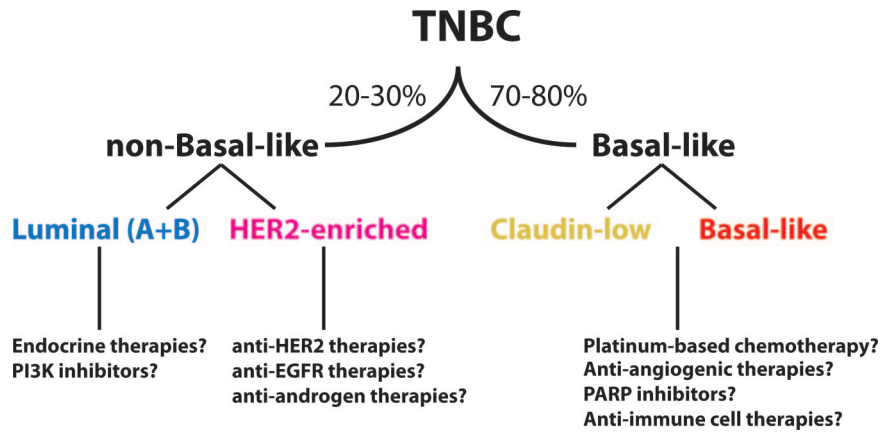 TNBC
20-30% 70-80%
non-Basal-like Basal-like
Luminal (A+B) HER2-enriched Claudin-low Basal-like
Endocrine therapies?
PI3K inhibitors?
anti-HER2 therapies?
anti-EGFR therapies?
anti-androgen therapies?
Platinum-based chemotherapy?
Anti-angiogenic therapies?
PARP inhibitors?
Anti-immune cell therapies?